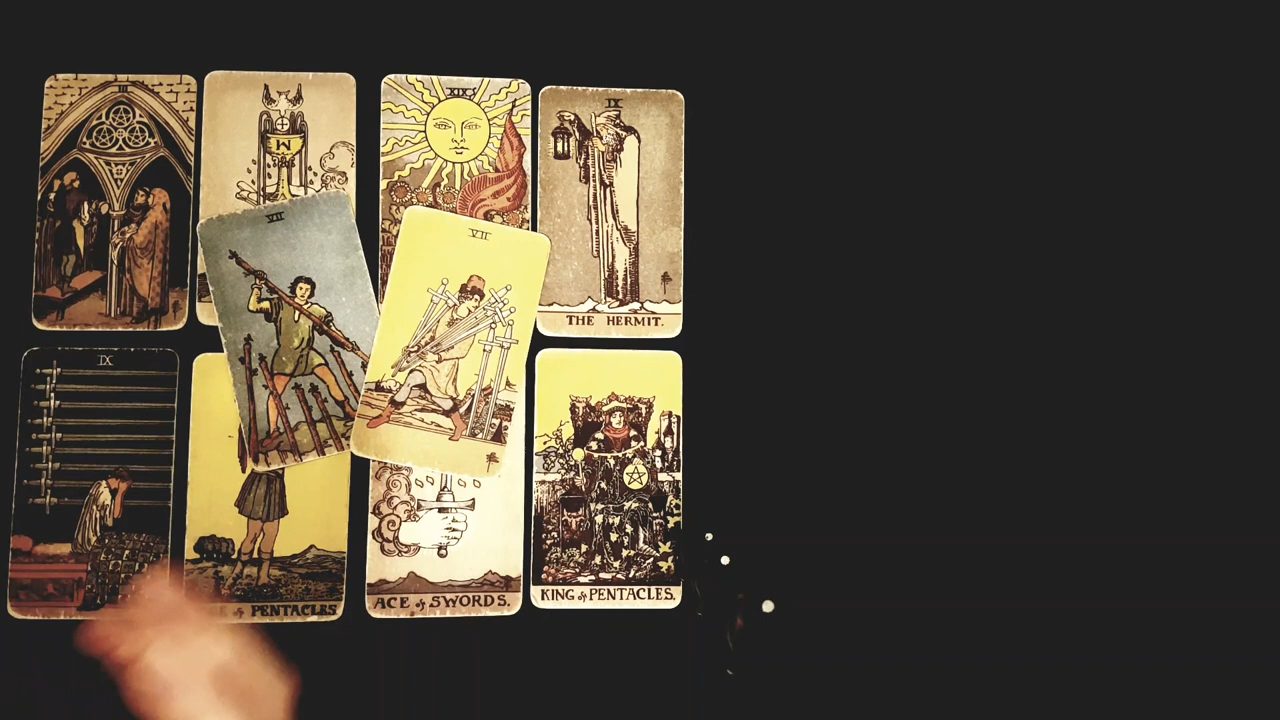 III
XIX
IX
THE HERMIT.
VII
VII
IX
PENTACLES
ACE of SWORDS.
KING of PENTACLES.